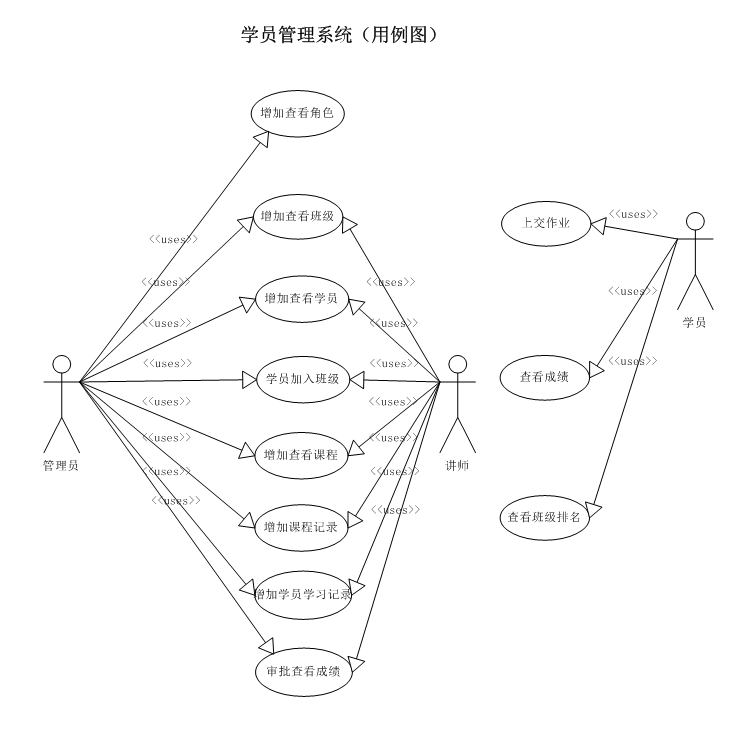 学员管理系统（用例图）
增加查看角色
<<uses>>
增加查看班级
<<uses>>
<<uses>>
上交作业
<<uses>>
增加查看学员
<<uses>>
<<uses>>
<<uses>>
学员
学员加入班级
<<uses>>
<<uses>>
查看成绩
<<uses>>
管理员
讲师
增加查看课程
<<uses>>
<<uses>>
<<uses>>
<<uses>>
增加课程记录
<<uses>>
<<uses>>
查看班级排名
<<uses>>
<<uses>>
增加学员学习记录
审批查看成绩